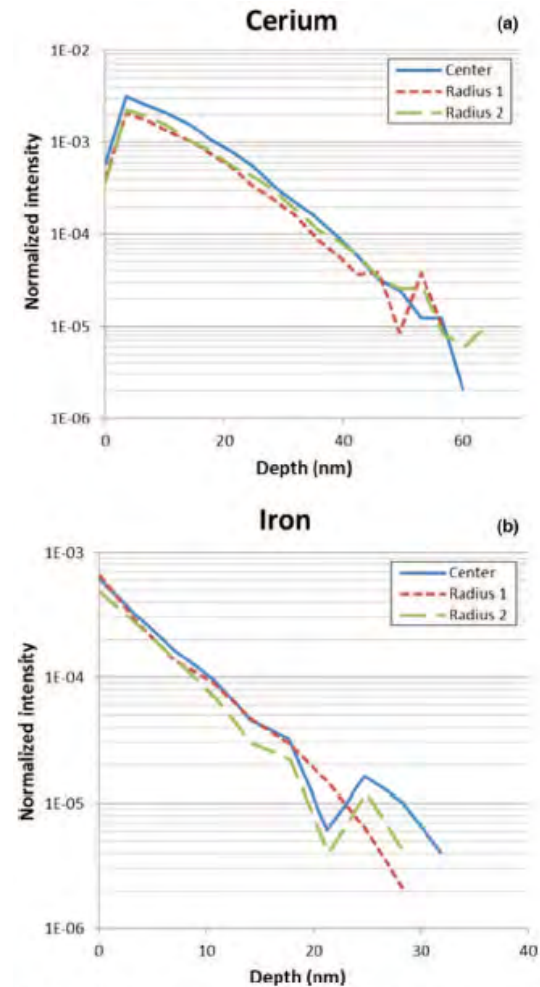 Cerium
(a)
1E-02
1E-03
1E-04
1E-05
1E-06
Normalized intensity
Center
Radius 1
Radius 2
0
20
40
60
Depth (nm)
Iron
(b)
1E-03
1E-04
1E-05
1E-06
Normalized intensity
Center
Radius 1
Radius 2
0
10
20
30
40
Depth (nm)